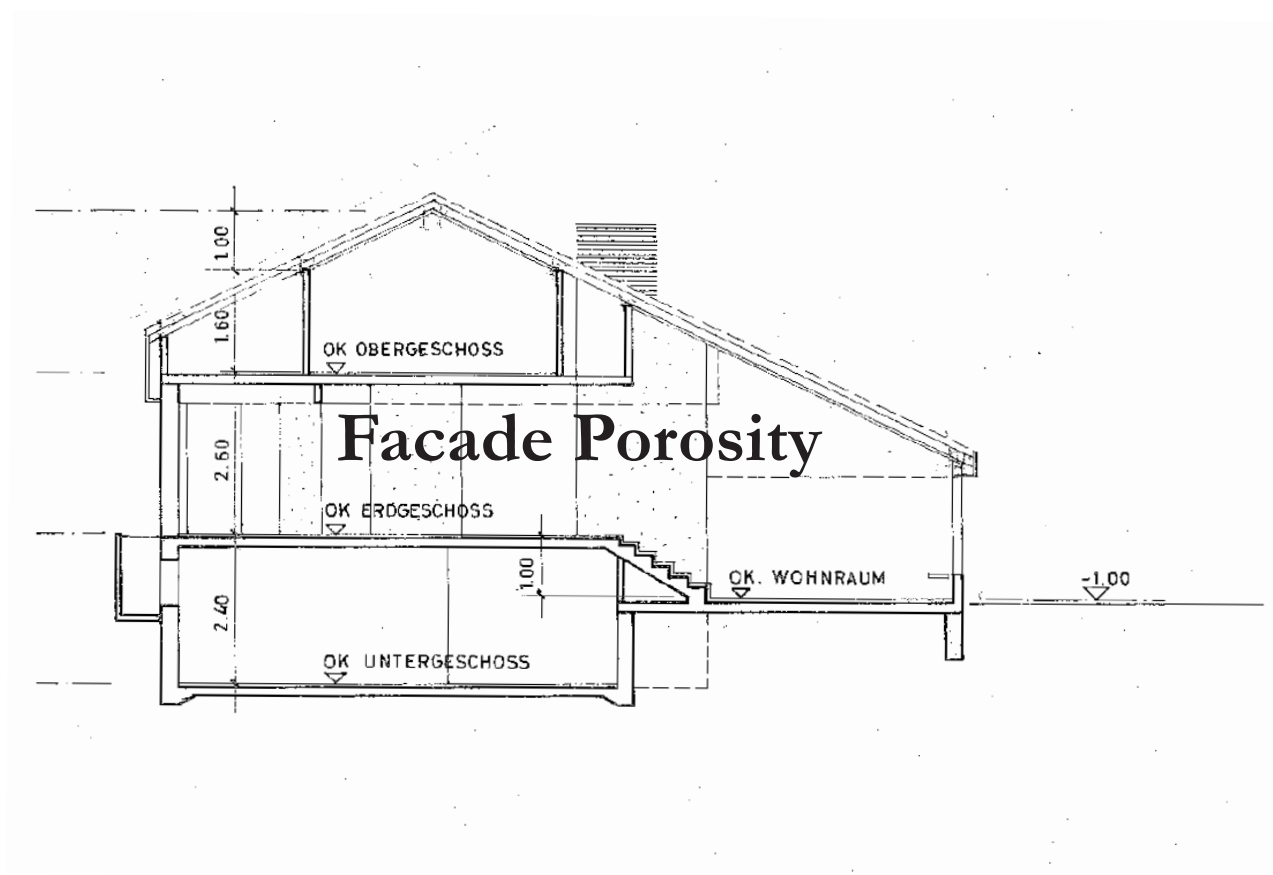 1.00
1.60
OK OBERGESCHOSS
Facade Porosity
2.60
OK ERDGESCHOSS
1.00
OK. WOHNRAUM
-1.00
2.40
OK UNTERGESCHOSS